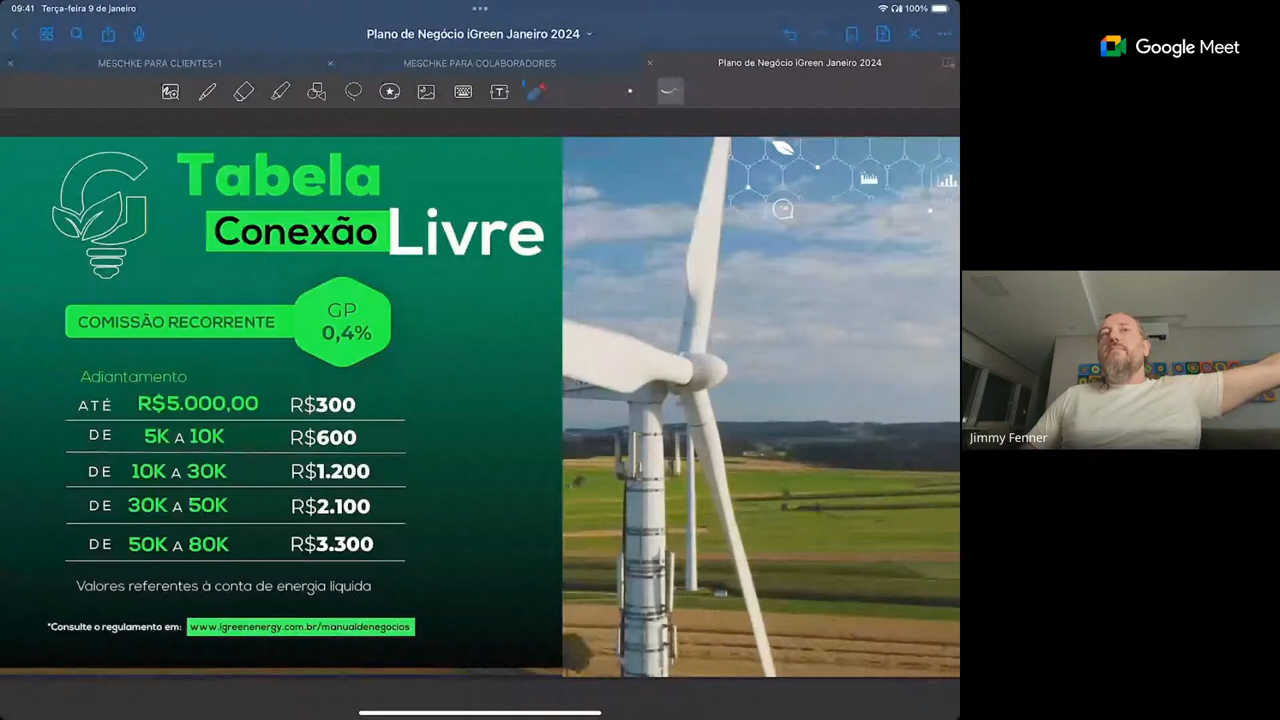 09:41 Terça-feira 9 de janeiro
100%
Plano de Negócio iGreen Janeiro 2024
MESCHKE PARA CLIENTES-1
MESCHKE PARA COLABORADORES
Plano de Negócio iGreen Janeiro 2024
Google Meet
Tabela
Conexão Livre
COMISSÃO RECORRENTE
GP
0,4%
Adiantamento
ATÉ R$5.000,00 R$300
DE 5K A 10K R$600
DE 10K A 30K R$1.200
DE 30K A 50K R$2.100
DE 50K A 80K R$3.300
Valores referentes à conta de energia líquida
*Consulte o regulamento em: www.igreenenergy.com.br/manualdenegocios
Jimmy Fenner